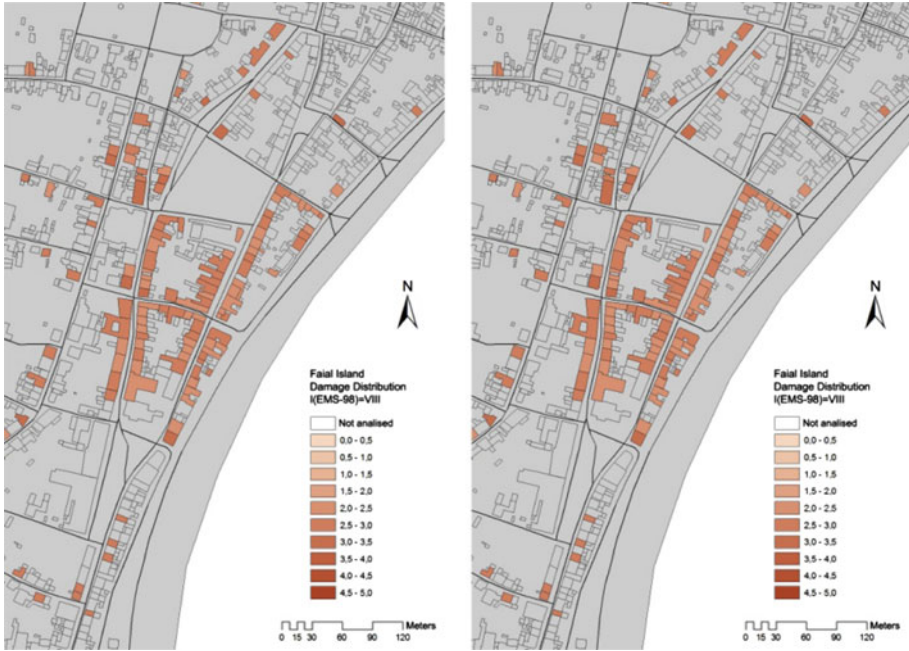 N
Faial Island
Damage Distribution
I(EMS-98)=VIII
Not analised
0,0 - 0,5
0,5 - 1,0
1,0 - 1,5
1,5 - 2,0
2,0 - 2,5
2,5 - 3,0
3,0 - 3,5
3,5 - 4,0
4,0 - 4,5
4,5 - 5,0
Meters
0 15 30 60 90 120
N
Faial Island
Damage Distribution
I(EMS-98)=VIII
Not analised
0,0 - 0,5
0,5 - 1,0
1,0 - 1,5
1,5 - 2,0
2,0 - 2,5
2,5 - 3,0
3,0 - 3,5
3,5 - 4,0
4,0 - 4,5
4,5 - 5,0
Meters
0 15 30 60 90 120